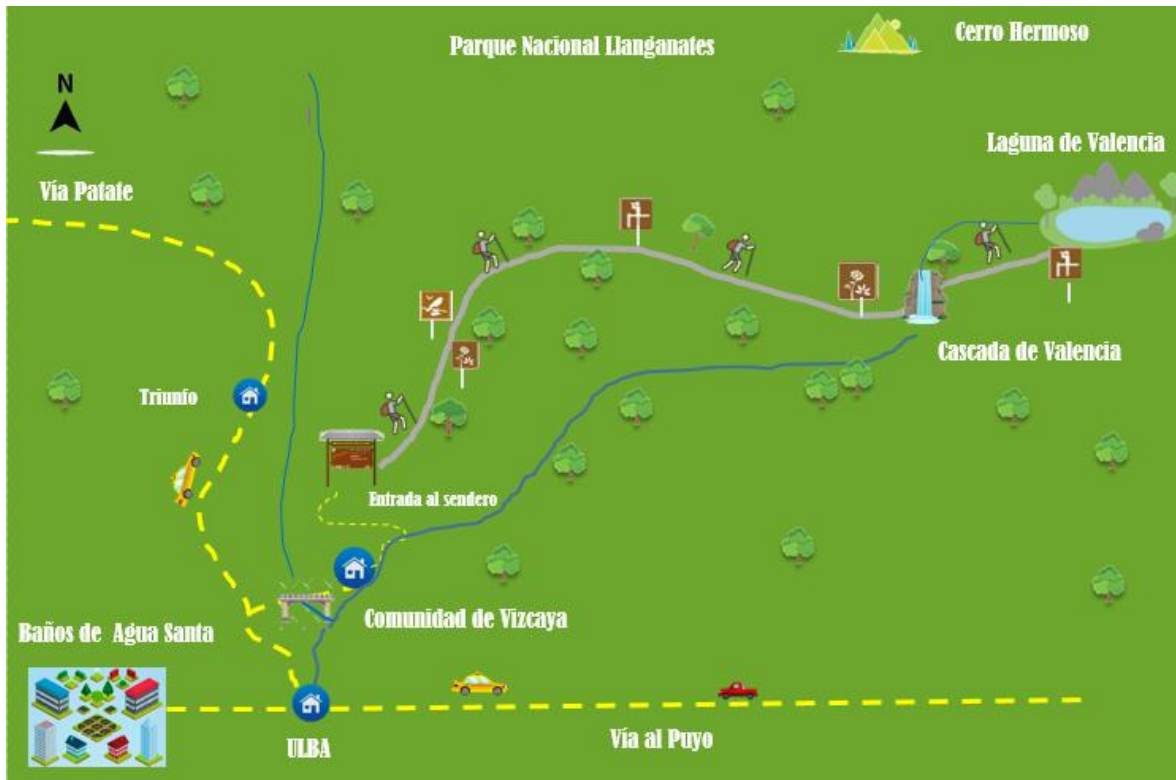 Parque Nacional Llanganates
Cerro Hermoso
N
Laguna de Valencia
Vía Patate
Cascada de Valencia
Triunfo
Entrada al sendero
Comunidad de Vizcaya
Baños de Agua Santa
Vía al Puyo
ULBA